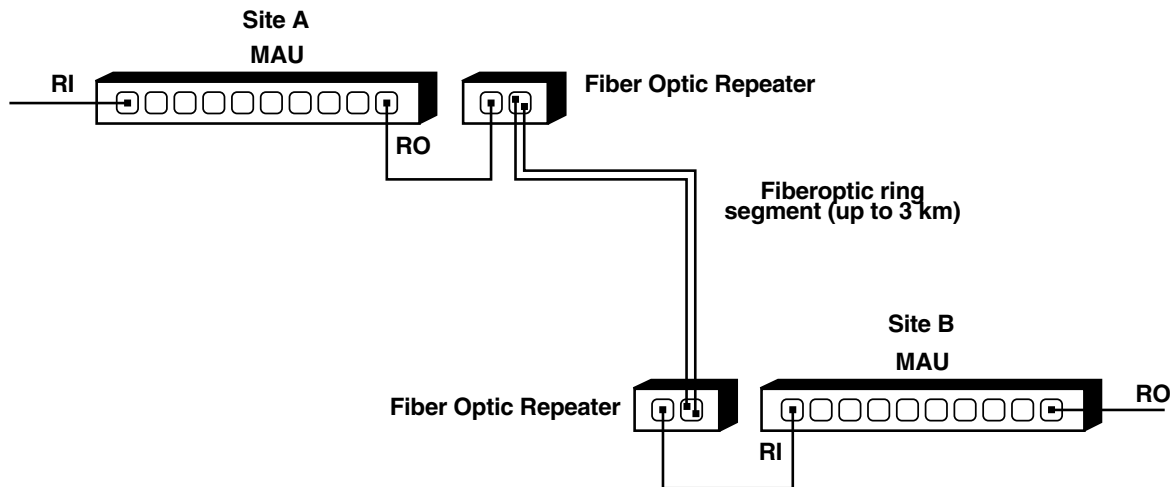 Site A
MAU
RI
Fiber Optic Repeater
RO
Fiberoptic ring
segment (up to 3 km)
Site B
MAU
Fiber Optic Repeater
RO
RI